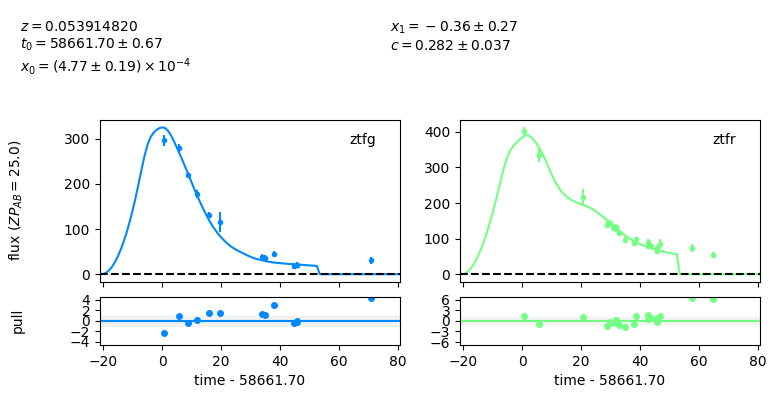 z = 0.053914820
t₀ = 58661.70 ± 0.67
x₀ = (4.77 ± 0.19) × 10⁻⁴
x₁ = −0.36 ± 0.27
c = 0.282 ± 0.037
flux (ZP_AB = 25.0)
300
200
100
0
ztfg
400
300
200
100
0
ztfr
pull
4
2
0
−2
−4
−20 0 20 40 60 80
time - 58661.70
6
3
0
−3
−6
−20 0 20 40 60 80
time - 58661.70